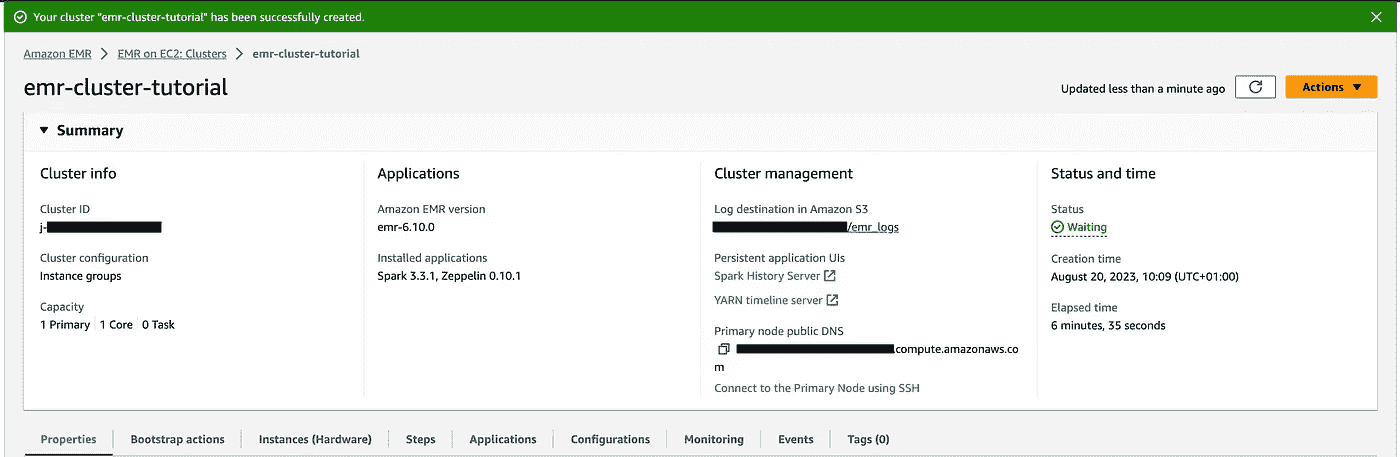 Your cluster "emr-cluster-tutorial" has been successfully created.
Amazon EMR > EMR on EC2: Clusters > emr-cluster-tutorial
emr-cluster-tutorial
Updated less than a minute ago
Actions
Summary
Cluster info
Cluster ID
j-
Cluster configuration
Instance groups
Capacity
1 Primary 1 Core 0 Task
Applications
Amazon EMR version
emr-6.10.0
Installed applications
Spark 3.3.1, Zeppelin 0.10.1
Cluster management
Log destination in Amazon S3
/emr_logs
Persistent application UIs
Spark History Server
YARN timeline server
Primary node public DNS
.compute.amazonaws.co
m
Connect to the Primary Node using SSH
Status and time
Status
Waiting
Creation time
August 20, 2023, 10:09 (UTC+01:00)
Elapsed time
6 minutes, 35 seconds
Properties Bootstrap actions Instances (Hardware) Steps Applications Configurations Monitoring Events Tags (0)